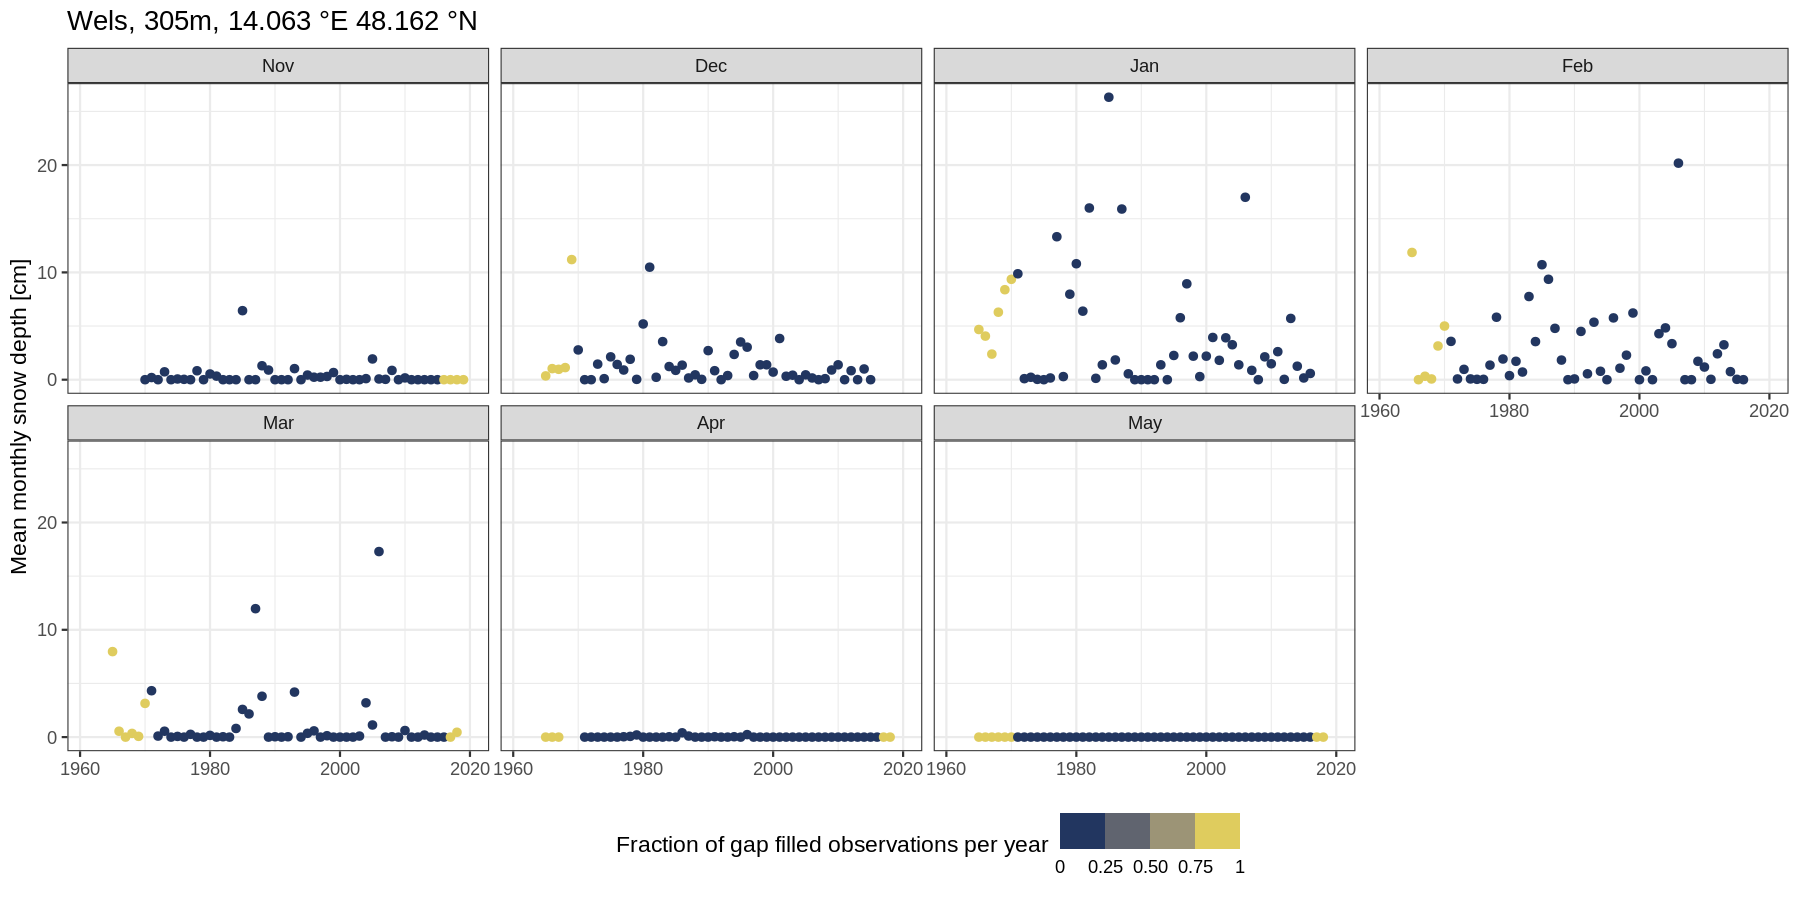 Wels, 305m, 14.063 °E 48.162 °N
Nov
Dec
Jan
Feb
20
10
0
1960 1980 2000 2020
Mean monthly snow depth [cm]
Mar
Apr
May
20
10
0
1960 1980 2000 2020
1960 1980 2000 2020
1960 1980 2000 2020
Fraction of gap filled observations per year
0 0.25 0.50 0.75 1